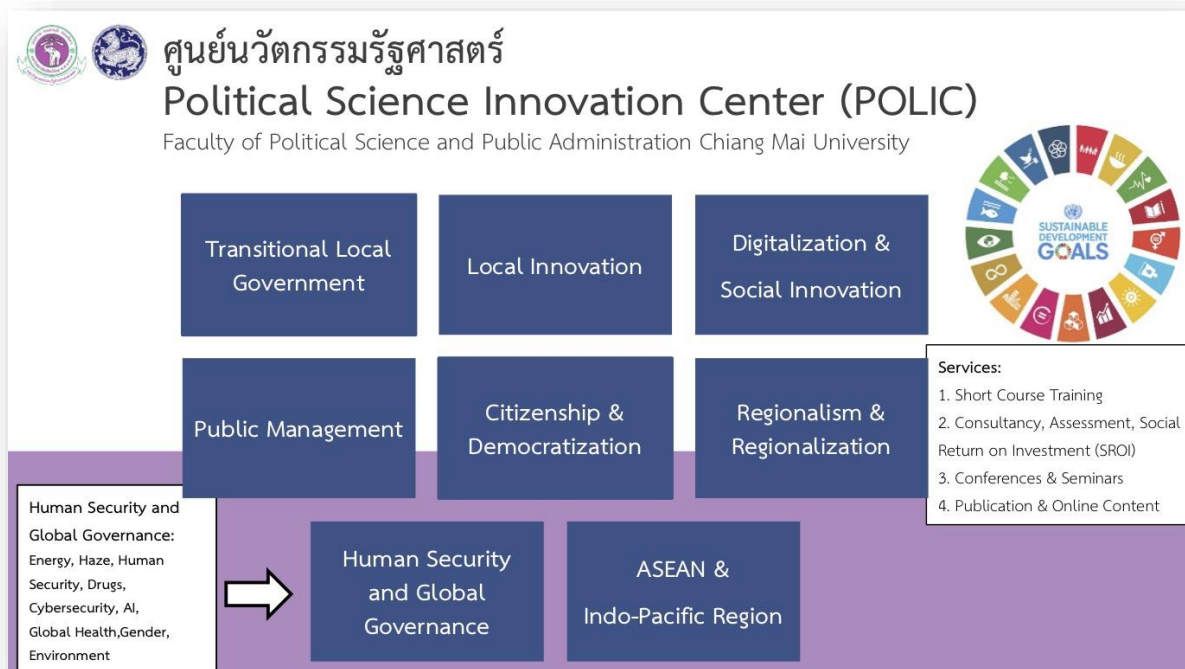 ศูนย์นวัตกรรมรัฐศาสตร์
Political Science Innovation Center (POLIC)
Faculty of Political Science and Public Administration Chiang Mai University
Transitional Local
Government
Local Innovation
Digitalization &
Social Innovation
SUSTAINABLE
DEVELOPMENT
GOALS
Public Management
Citizenship &
Democratization
Regionalism &
Regionalization
Services:
1. Short Course Training
2. Consultancy, Assessment, Social
Return on Investment (SROI)
3. Conferences & Seminars
4. Publication & Online Content
Human Security and
Global Governance:
Energy, Haze, Human
Security, Drugs,
Cybersecurity, AI,
Global Health,Gender,
Environment
Human Security
and Global
Governance
ASEAN &
Indo-Pacific Region